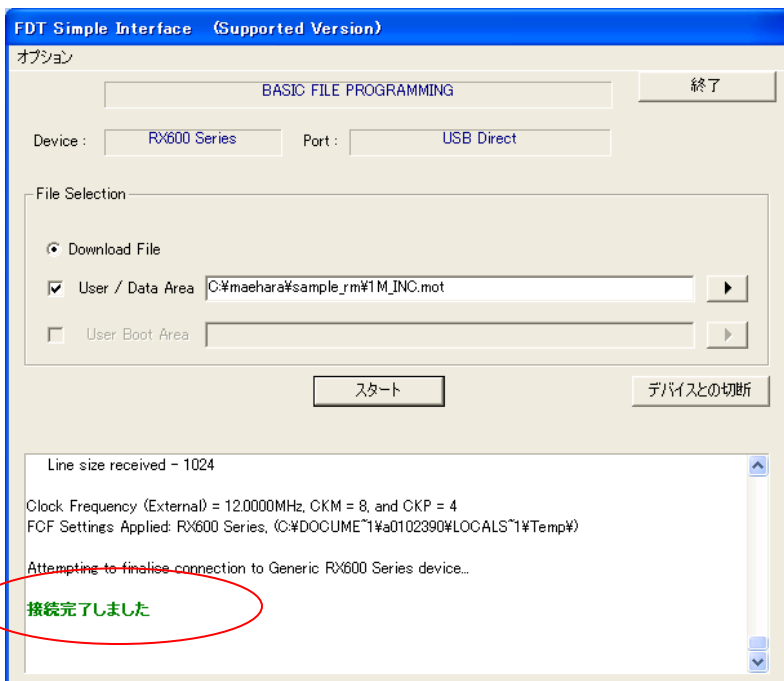 FDT Simple Interface (Supported Version)
オプション
BASIC FILE PROGRAMMING
終了
Device : RX600 Series Port : USB Direct
File Selection
Download File
User / Data Area C:¥maehara¥sample_rm¥1M_INC.mot
User Boot Area
スタート
デバイスとの切断
Line size received - 1024
Clock Frequency (External) = 12.0000MHz, CKM = 8, and CKP = 4
FCF Settings Applied: RX600 Series, (C:¥DOCUME~1¥a0102390¥LOCALS~1¥Temp¥)
Attempting to finalise connection to Generic RX600 Series device...
接続完了しました